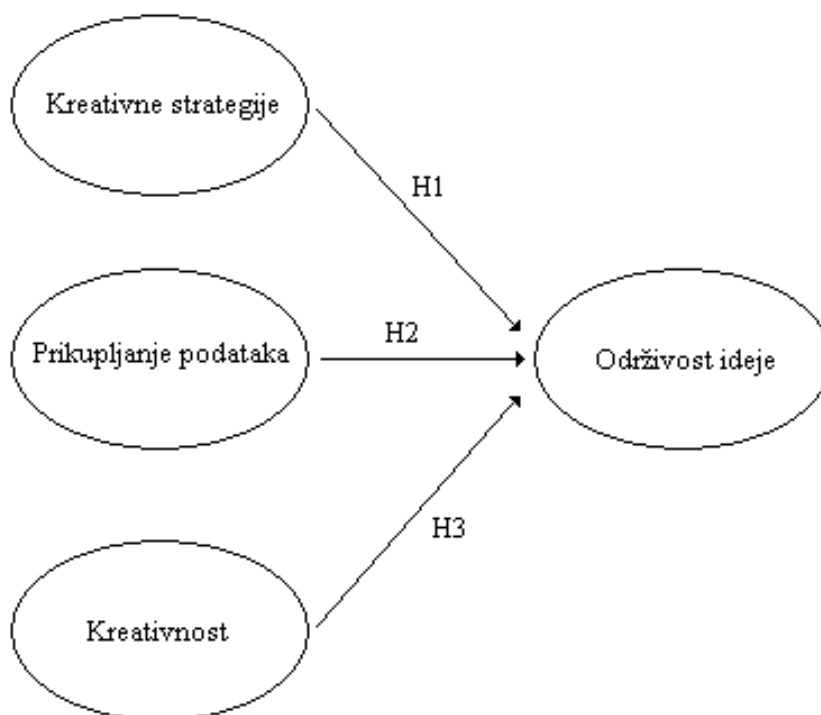 Kreativne strategije
H1
H2
Prikupljanje podataka
Održivost ideje
H3
Kreativnost